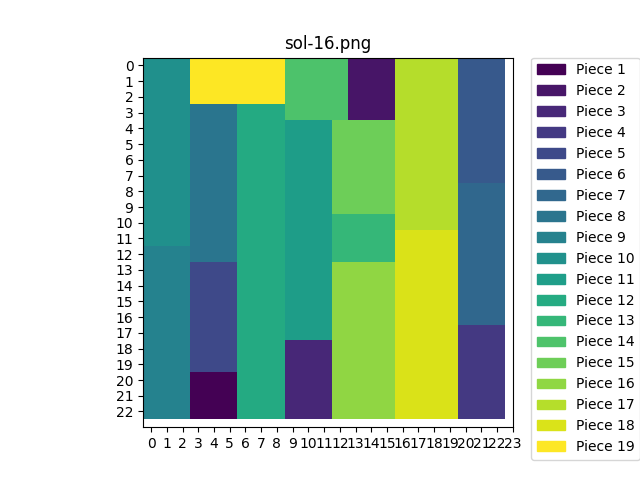 sol-16.png
0
1
2
3
4
5
6
7
8
9
10
11
12
13
14
15
16
17
18
19
20
21
22
0 1 2 3 4 5 6 7 8 9 10 11 12 13 14 15 16 17 18 19 20 21 22 23
Piece 1
Piece 2
Piece 3
Piece 4
Piece 5
Piece 6
Piece 7
Piece 8
Piece 9
Piece 10
Piece 11
Piece 12
Piece 13
Piece 14
Piece 15
Piece 16
Piece 17
Piece 18
Piece 19